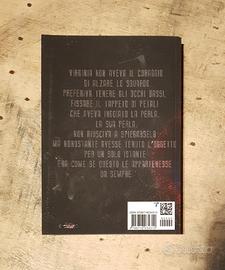 VIRGINIA NON AVEVA IL CORAGGIO
DI ALZARE LO SGUARDO
PREFERIVA TENERE GLI OCCHI BASSI,
FISSARE IL TAPPETO DI PETALI
CHE AVEVA INGOIATO LA PERLA.
LA SUA PERLA.
NON RIUSCIVA A SPIEGARSELO
MA NONOSTANTE AVESSE TENUTO L'OGGETTO
PER UN SOLO ISTANTE
ERA COME SE QUESTO LE APPARTENESSE
DA SEMPRE.